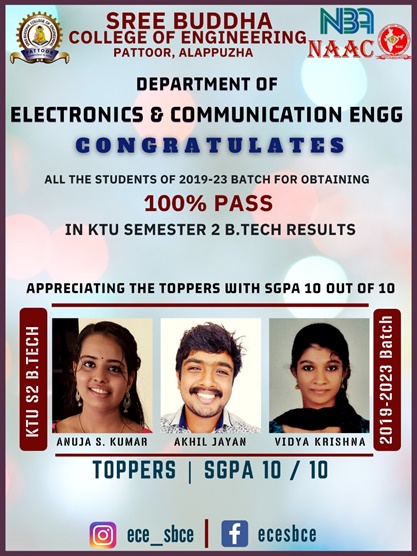 SREE BUDDHA
COLLEGE OF ENGINEERING
PATTOOR, ALAPPUZHA
PATTOOR
NBA
NAAC
DEPARTMENT OF
ELECTRONICS & COMMUNICATION ENGG
CONGRATULATES
ALL THE STUDENTS OF 2019-23 BATCH FOR OBTAINING
100% PASS
IN KTU SEMESTER 2 B.TECH RESULTS
APPRECIATING THE TOPPERS WITH SGPA 10 OUT OF 10
KTU S2 B.TECH
2019-2023 Batch
ANUJA S. KUMAR
AKHIL JAYAN
VIDYA KRISHNA
TOPPERS | SGPA 10 / 10
ece_sbce
ecesbce